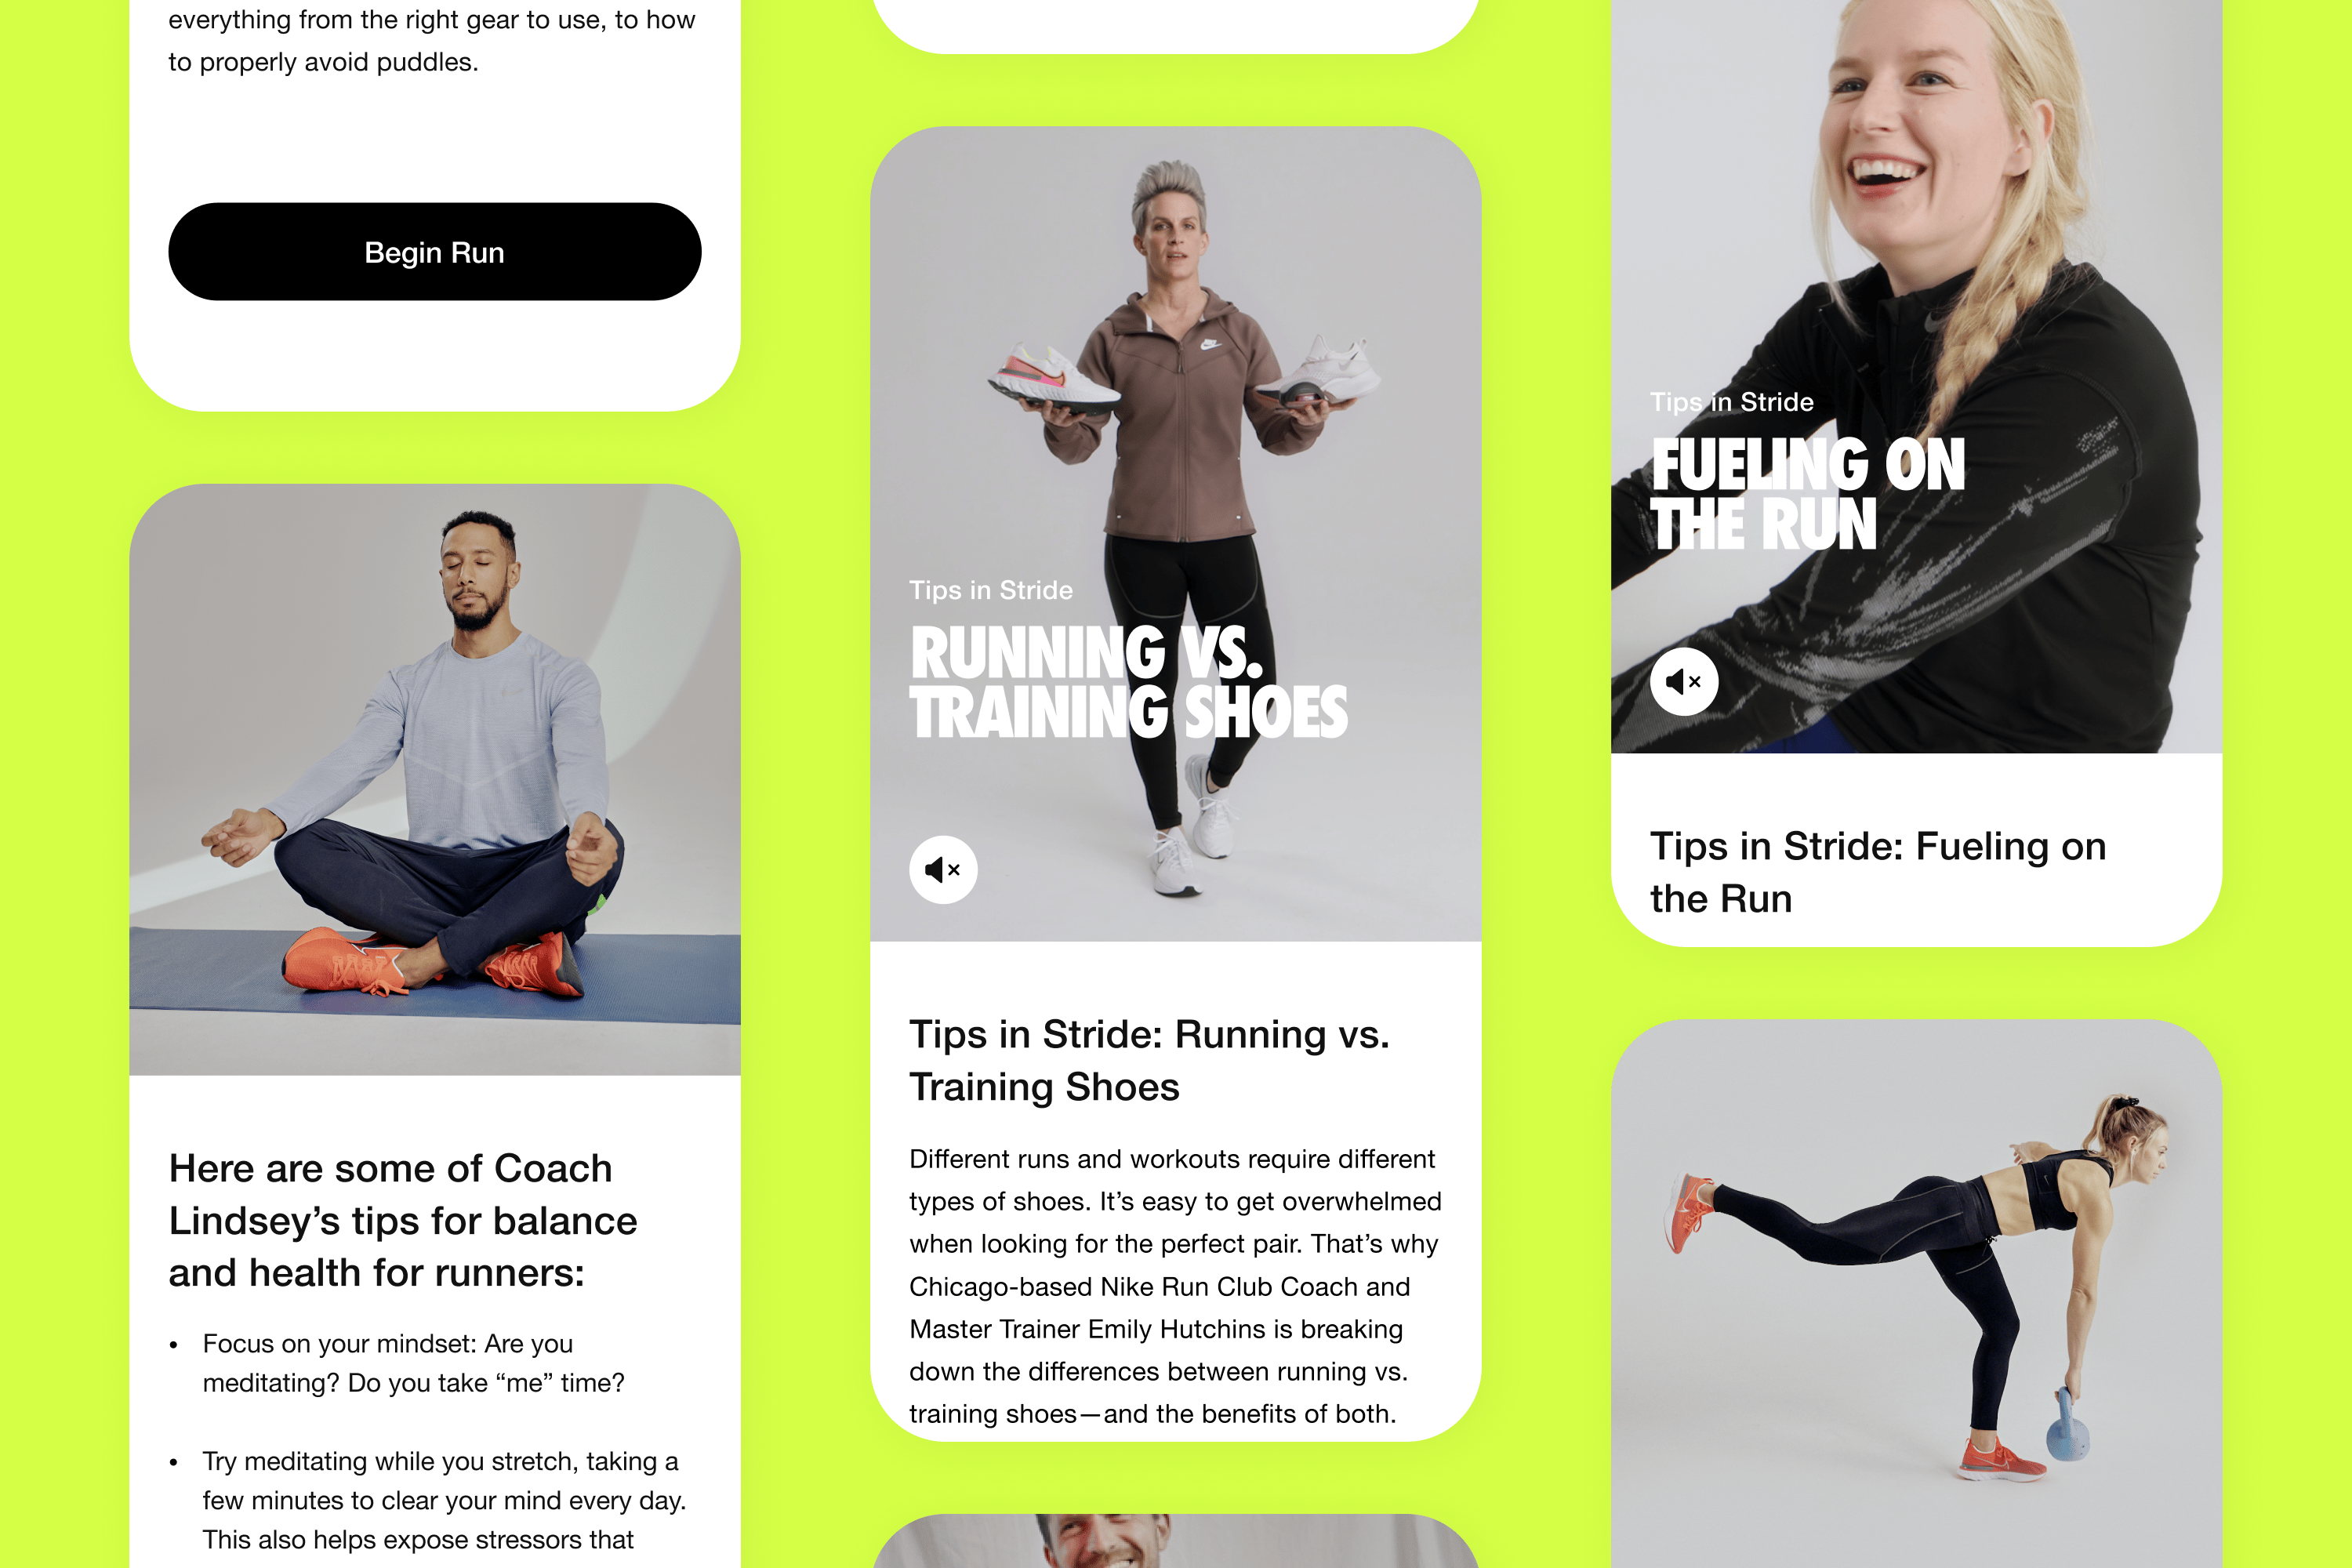 everything from the right gear to use, to how
to properly avoid puddles.
Begin Run
Here are some of Coach
Lindsey’s tips for balance
and health for runners:
• Focus on your mindset: Are you
meditating? Do you take “me” time?
• Try meditating while you stretch, taking a
few minutes to clear your mind every day.
This also helps expose stressors that
Tips in Stride
RUNNING VS.
TRAINING SHOES
Tips in Stride: Running vs.
Training Shoes
Different runs and workouts require different
types of shoes. It’s easy to get overwhelmed
when looking for the perfect pair. That’s why
Chicago-based Nike Run Club Coach and
Master Trainer Emily Hutchins is breaking
down the differences between running vs.
training shoes—and the benefits of both.
Tips in Stride
FUELING ON
THE RUN
Tips in Stride: Fueling on
the Run